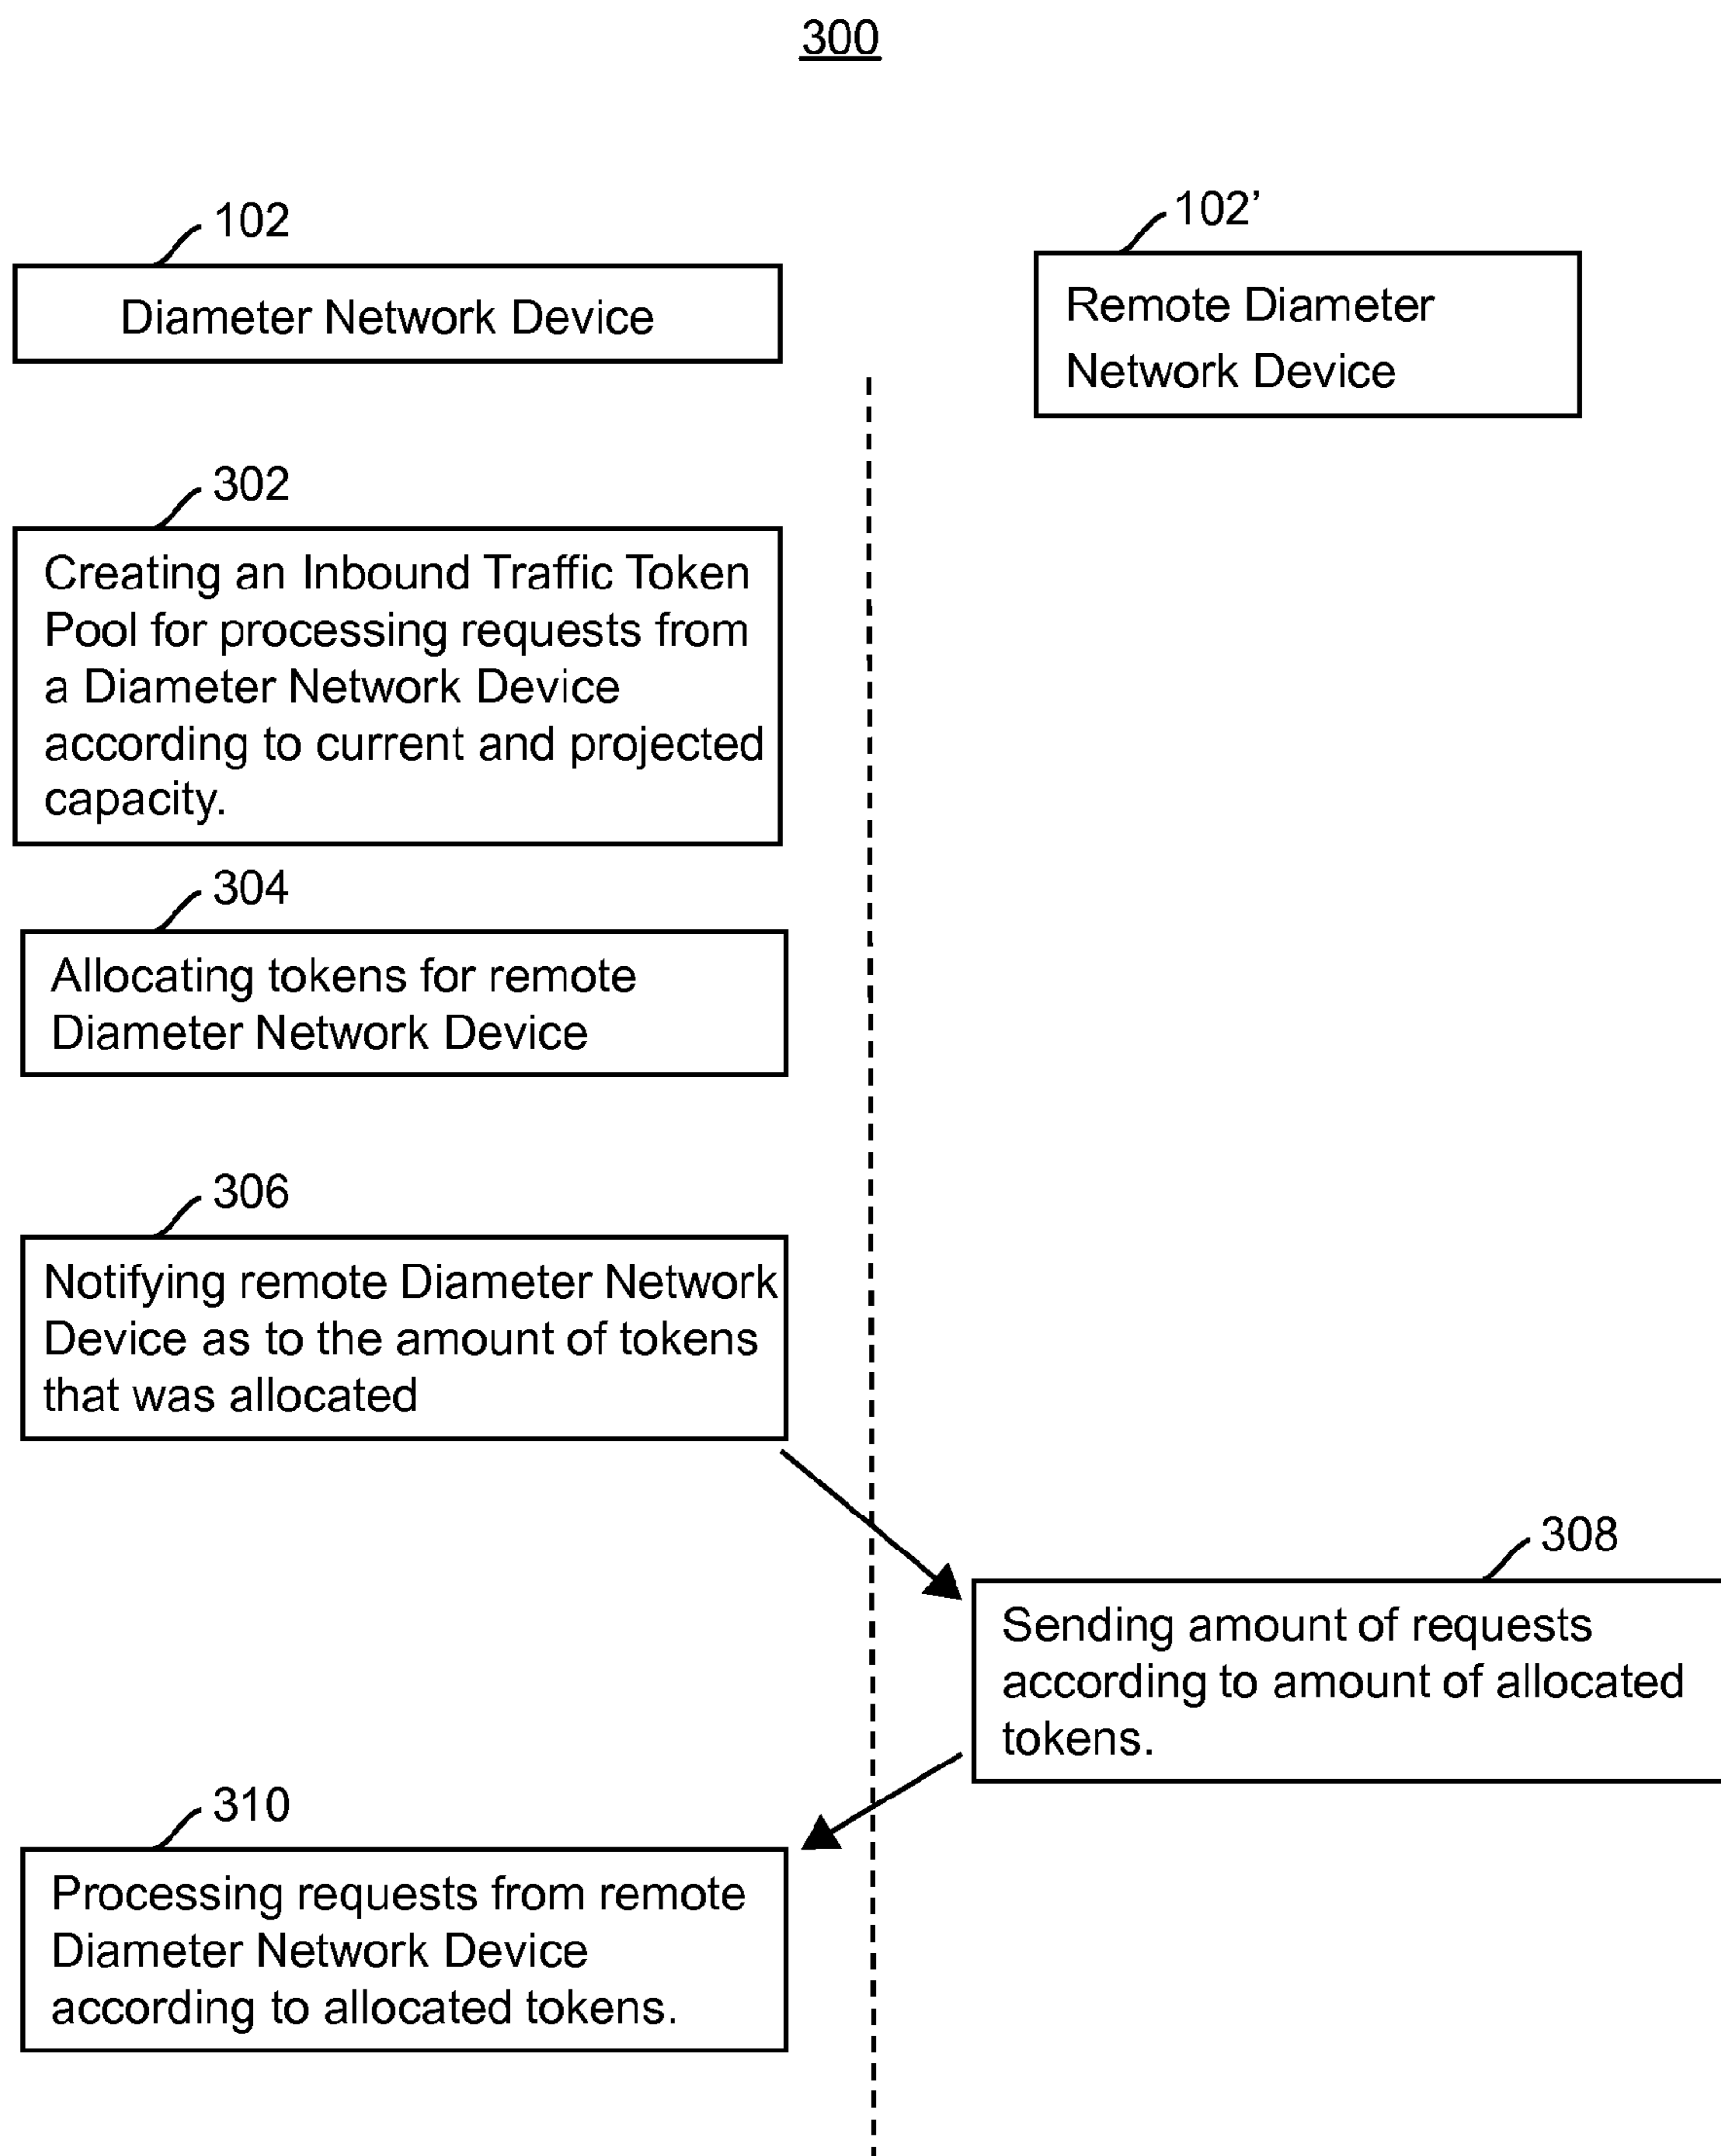 300
102
Diameter Network Device
102’
Remote Diameter
Network Device
302
Creating an Inbound Traffic Token
Pool for processing requests from
a Diameter Network Device
according to current and projected
capacity.
304
Allocating tokens for remote
Diameter Network Device
306
Notifying remote Diameter Network
Device as to the amount of tokens
that was allocated
308
Sending amount of requests
according to amount of allocated
tokens.
310
Processing requests from remote
Diameter Network Device
according to allocated tokens.